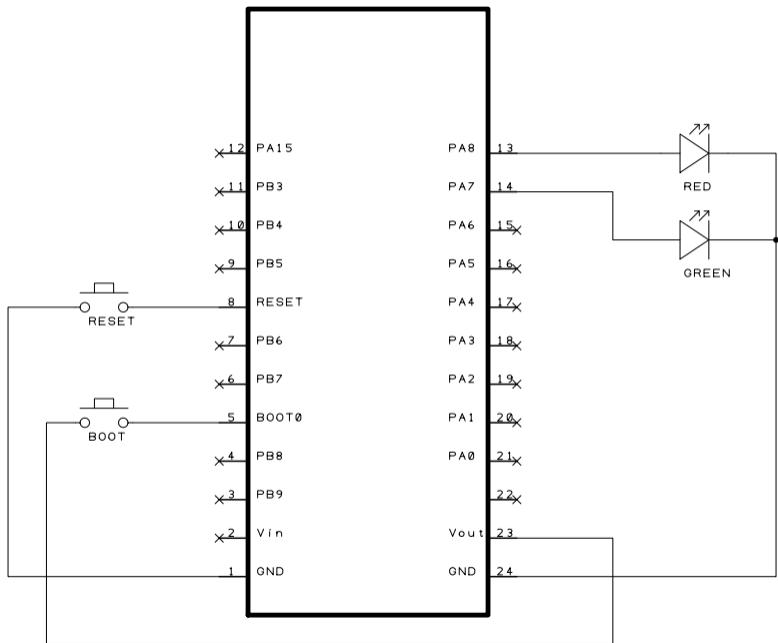 12 PA15 PA8 13
11 PB3 PA7 14
RED
10 PB4 PA6 15
9 PB5 PA5 16
GREEN
8 RESET PA4 17
RESET
7 PB6 PA3 18
6 PB7 PA2 19
5 BOOT0 PA1 20
BOOT
4 PB8 PA0 21
3 PB9 22
2 Vin Vout 23
1 GND GND 24